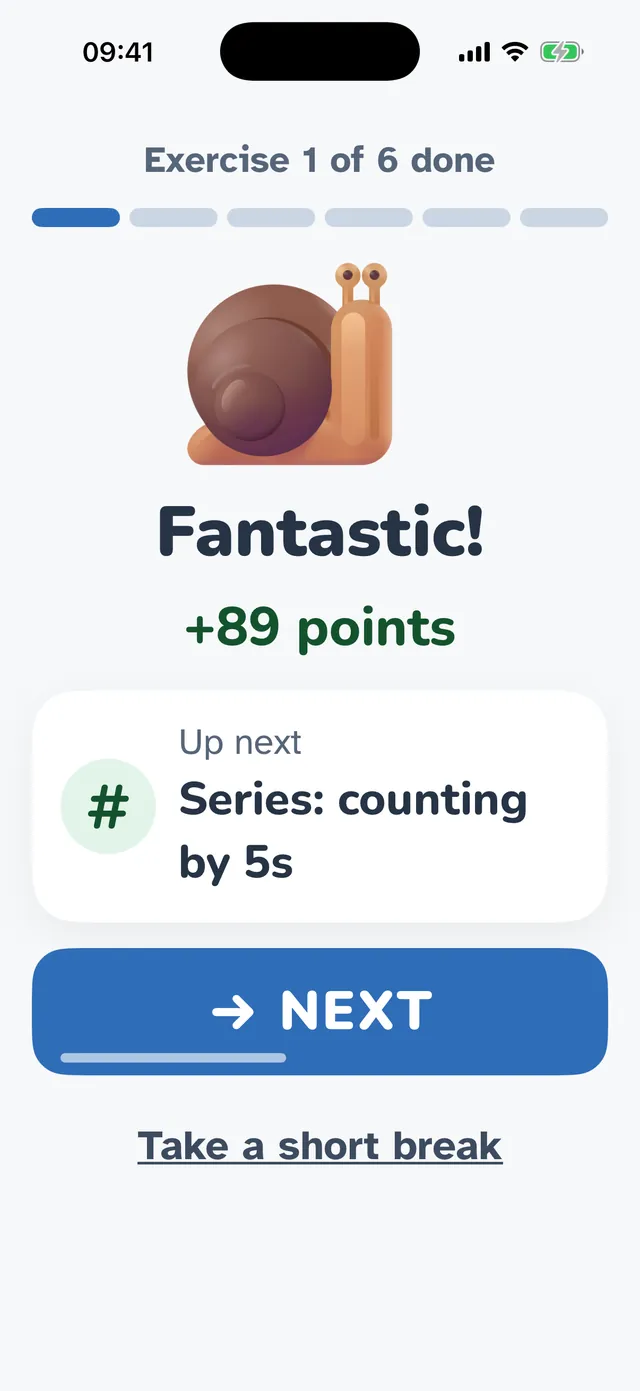 09:41
Exercise 1 of 6 done
Fantastic!
+89 points
Up next
#
Series: counting
by 5s
→ NEXT
Take a short break